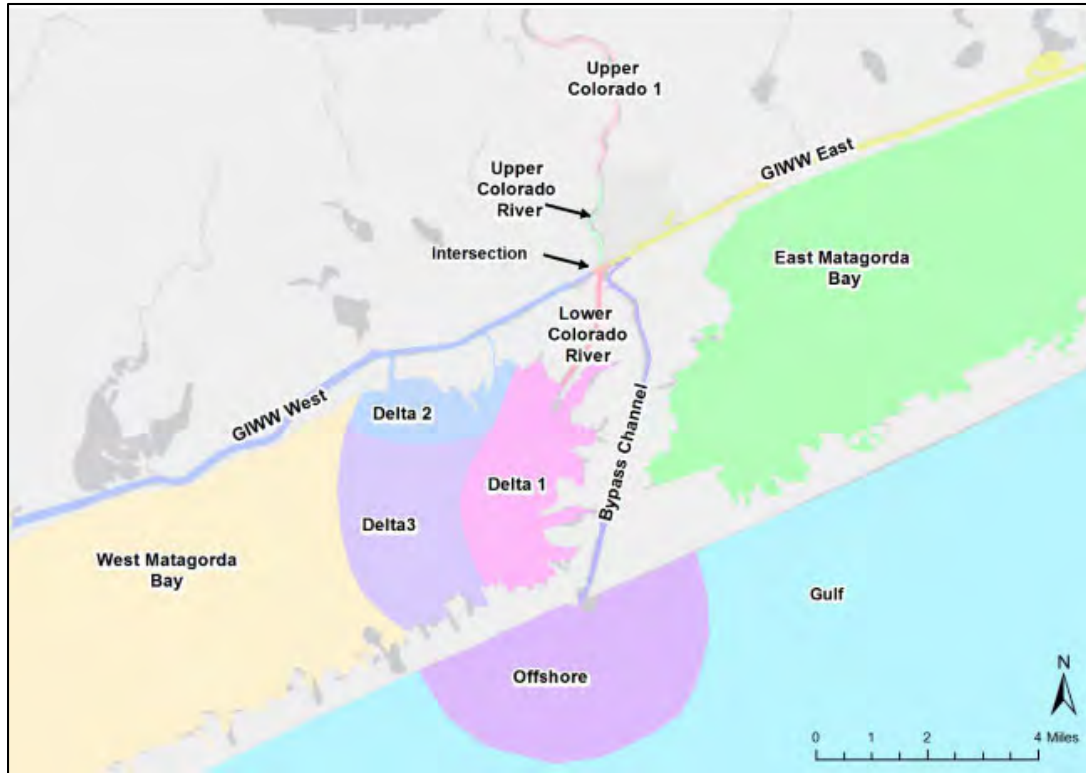 Upper
Colorado 1
Upper
Colorado
River
GIWW East
Intersection
East Matagorda
Bay
Lower
Colorado
River
GIWW West
Delta 2
Bypass Channel
Delta 1
Delta3
West Matagorda
Bay
Gulf
Offshore
N
0 1 2 4 Miles